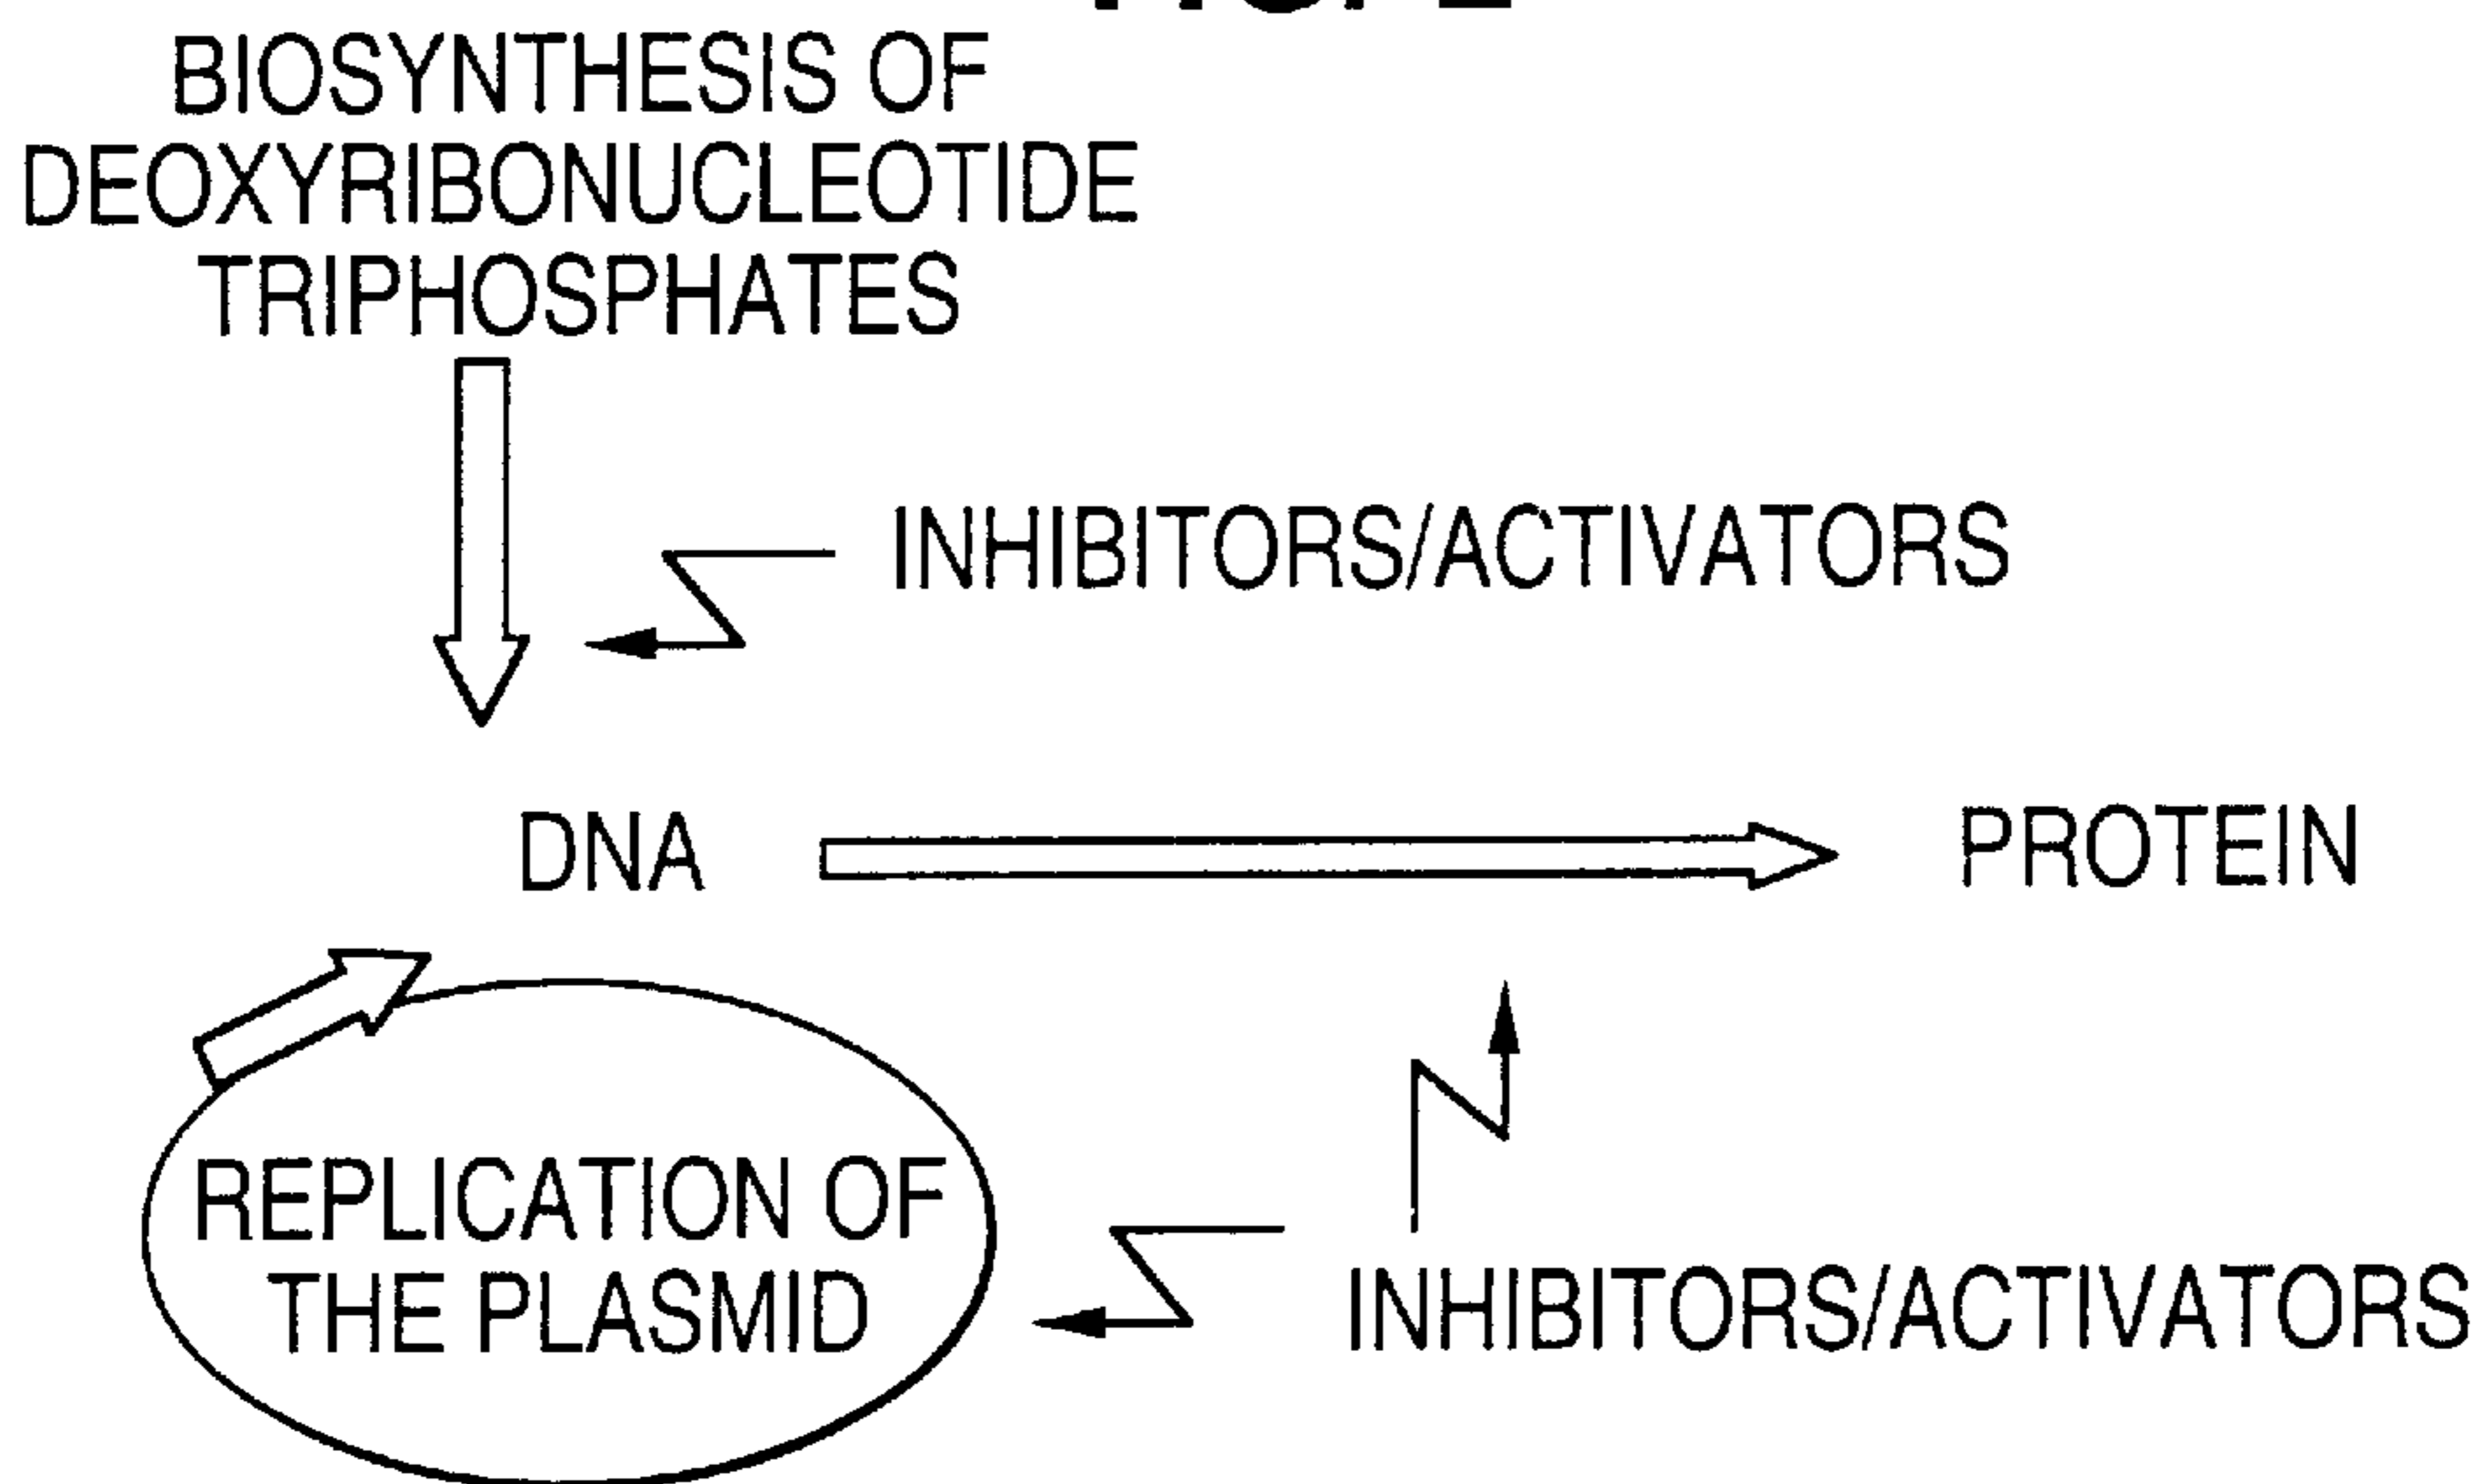 BIOSYNTHESIS OF
DEOXYRIBONUCLEOTIDE
TRIPHOSPHATES
INHIBITORS/ACTIVATORS
DNA
PROTEIN
REPLICATION OF
THE PLASMID
INHIBITORS/ACTIVATORS